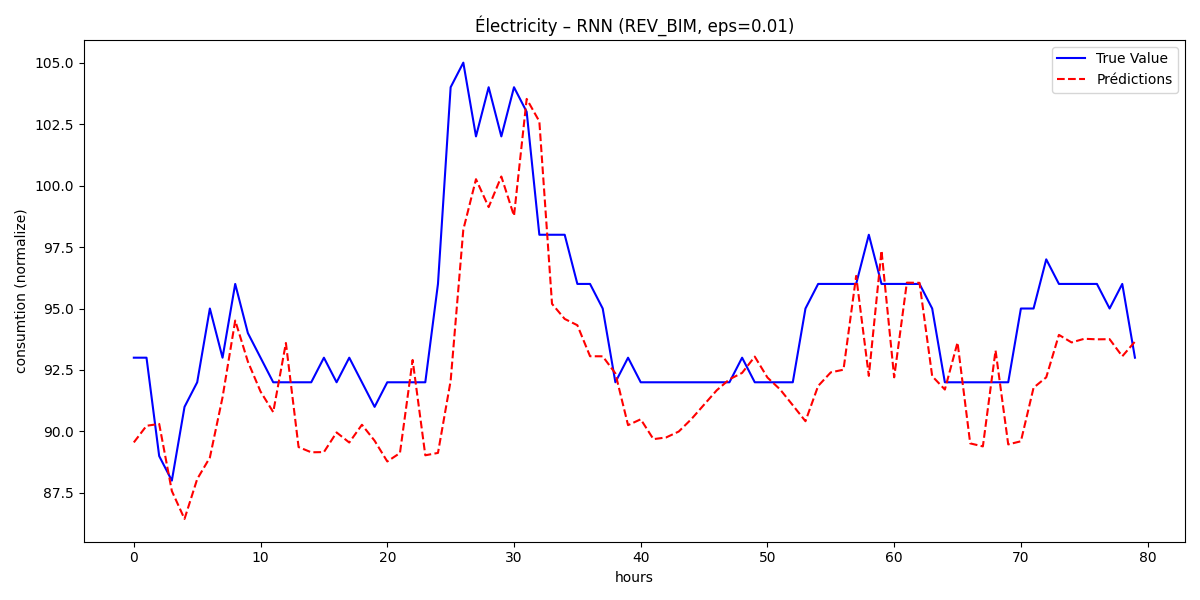 Électricity – RNN (REV_BIM, eps=0.01)
True Value
Prédictions
consumtion (normalize)
105.0
102.5
100.0
97.5
95.0
92.5
90.0
87.5
0 10 20 30 40 50 60 70 80
hours